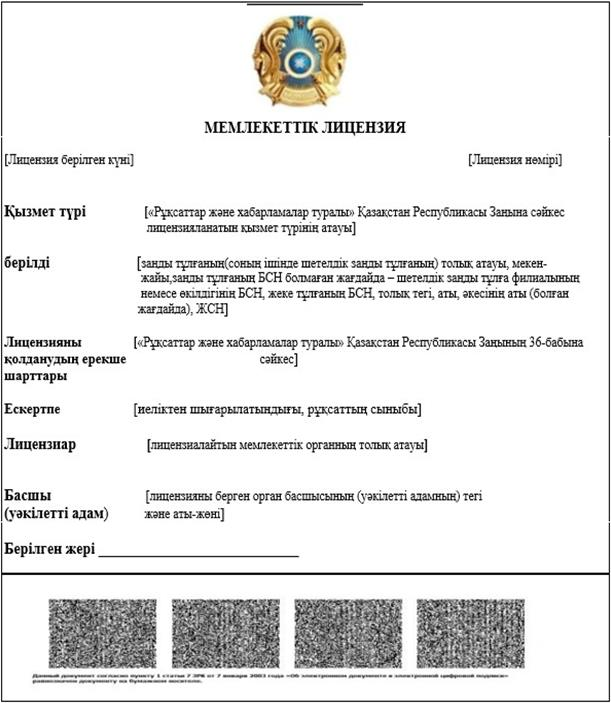 МЕМЛЕКЕТТІК ЛИЦЕНЗИЯ
[Лицензия берілген күні] [Лицензия нөмірі]
Қызмет түрі [«Рұқсаттар және хабарламалар туралы» Қазақстан Республикасы Заңына сәйкес
лицензияланатын қызмет түрінің атауы]
берілді [заңды тұлғаның(соның ішінде шетелдік заңды тұлғаның) толық атауы, мекен-
жайы,заңды тұлғаның БСН болмаған жағдайда – шетелдік заңды тұлға филиалының
немесе өкілдігінің БСН, жеке тұлғаның БСН, толық тегі, аты, әкесінің аты (болған
жағдайда), ЖСН]
Лицензияны [«Рұқсаттар және хабарламалар туралы» Қазақстан Республикасы Заңының 36-бабына
қолданудың ерекше сәйкес]
шарттары
Ескертпе [иеліктен шығарылатындығы, рұқсаттың сыныбы]
Лицензиар [лицензиалайтын мемлекеттік органның толық атауы]
Басшы [лицензияны берген орган басшысының (уәкілетті адамның) тегі
(уәкілетті адам) және аты-жөні]
Берілген жері
Данный документ согласно пункту 1 статьи 7 ЗРК от 7 января 2003 года «Об электронном документе и электронной цифровой подписи»
равнозначен документу на бумажном носителе.